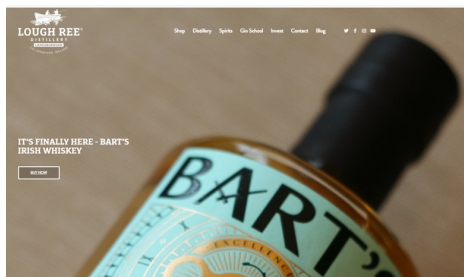 LOUGH REE
DISTILLERY
Shop Distillery Spirits Gin School Invest Contact Blog
IT'S FINALLY HERE - BART'S
IRISH WHISKEY
BUY NOW
BART'S
EXCELLENCE